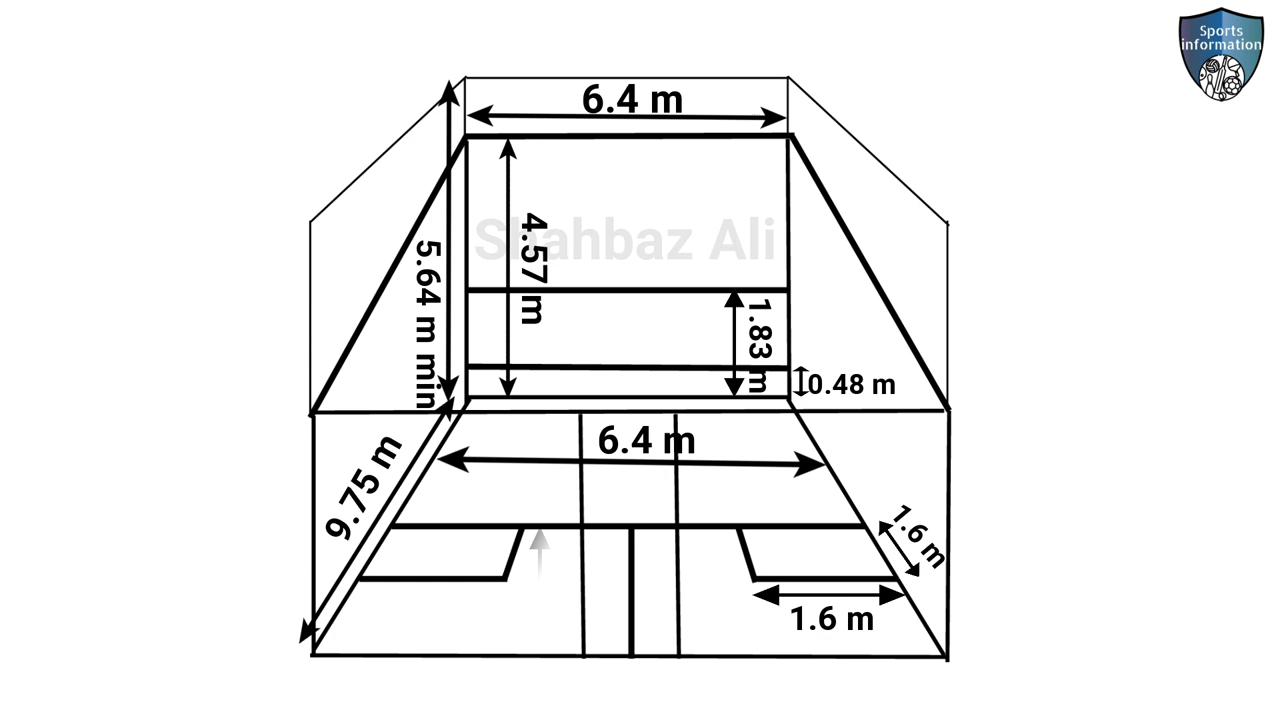 Sports
information
6.4 m
Shahbaz Ali
4.57 m
5.64 m min
1.83 m
0.48 m
6.4 m
9.75 m
1.6 m
1.6 m